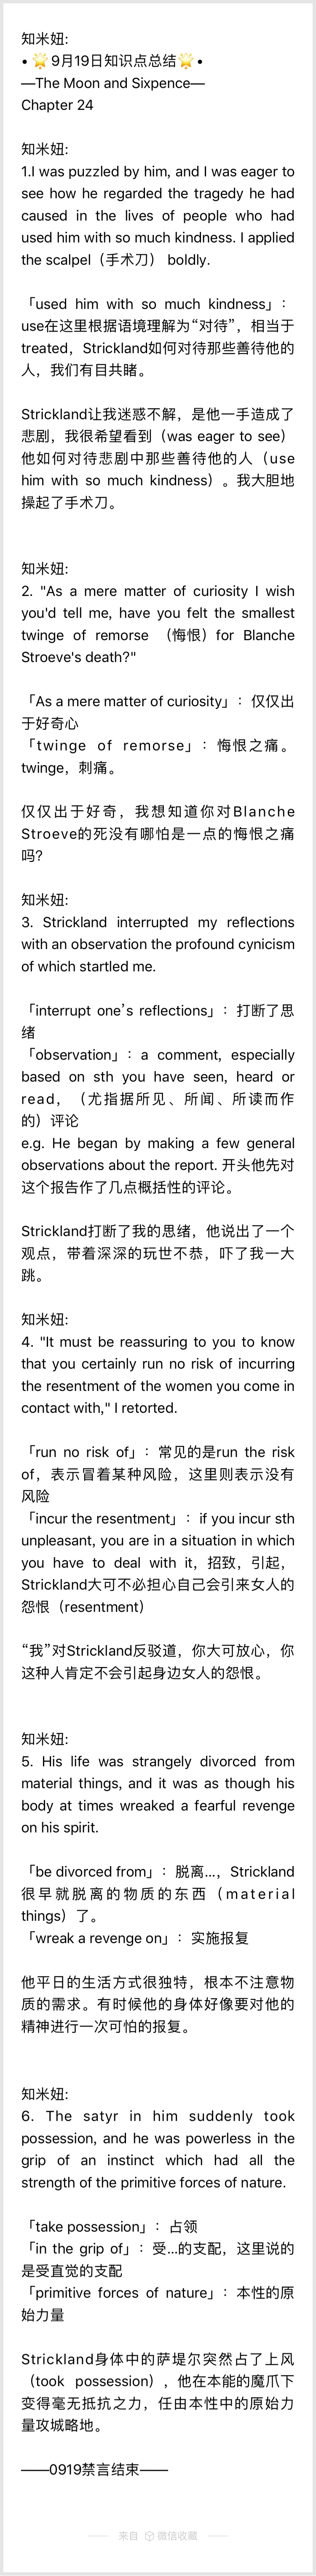 知米妞:
•🌟9月19日知识点总结🌟•
—The Moon and Sixpence—
Chapter 24
知米妞:
1.I was puzzled by him, and I was eager to
see how he regarded the tragedy he had
caused in the lives of people who had
used him with so much kindness. I applied
the scalpel（手术刀） boldly.
「used him with so much kindness」：
use在这里根据语境理解为“对待”，相当于
treated，Strickland如何对待那些善待他的
人，我们有目共睹。
Strickland让我迷惑不解，是他一手造成了
悲剧，我很希望看到（was eager to see）
他如何对待悲剧中那些善待他的人（use
him with so much kindness）。我大胆地
操起了手术刀。
知米妞:
2. "As a mere matter of curiosity I wish
you'd tell me, have you felt the smallest
twinge of remorse （悔恨）for Blanche
Stroeve's death?"
「As a mere matter of curiosity」：仅仅出
于好奇心
「twinge of remorse」：悔恨之痛。
twinge，刺痛。
仅仅出于好奇，我想知道你对Blanche
Stroeve的死没有哪怕是一点的悔恨之痛
吗?
知米妞:
3. Strickland interrupted my reflections
with an observation the profound cynicism
of which startled me.
「interrupt one’s reflections」：打断了思
绪
「observation」：a comment, especially
based on sth you have seen, heard or
read，（尤指据所见、所闻、所读而作
的）评论
e.g. He began by making a few general
observations about the report. 开头他先对
这个报告作了几点概括性的评论。
Strickland打断了我的思绪，他说出了一个
观点，带着深深的玩世不恭，吓了我一大
跳。
知米妞:
4. "It must be reassuring to you to know
that you certainly run no risk of incurring
the resentment of the women you come in
contact with," I retorted.
「run no risk of」：常见的是run the risk
of，表示冒着某种风险，这里则表示没有
风险
「incur the resentment」：if you incur sth
unpleasant, you are in a situation in which
you have to deal with it，招致，引起，
Strickland大可不必担心自己会引来女人的
怨恨（resentment）
“我”对Strickland反驳道，你大可放心，你
这种人肯定不会引起身边女人的怨恨。
知米妞:
5. His life was strangely divorced from
material things, and it was as though his
body at times wreaked a fearful revenge
on his spirit.
「be divorced from」：脱离...，Strickland
很早就脱离的物质的东西（material
things）了。
「wreak a revenge on」：实施报复
他平日的生活方式很独特，根本不注意物
质的需求。有时候他的身体好像要对他的
精神进行一次可怕的报复。
知米妞:
6. The satyr in him suddenly took
possession, and he was powerless in the
grip of an instinct which had all the
strength of the primitive forces of nature.
「take possession」：占领
「in the grip of」：受...的支配，这里说的
是受直觉的支配
「primitive forces of nature」：本性的原
始力量
Strickland身体中的萨堤尔突然占了上风
（took possession），他在本能的魔爪下
变得毫无抵抗之力，任由本性中的原始力
量攻城略地。
——0919禁言结束——
来自 微信收藏